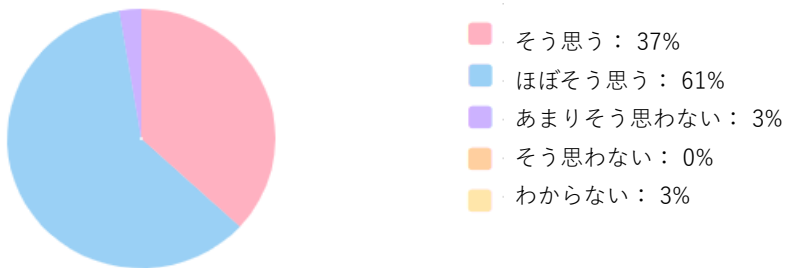 そう思う： 37%
ほぼそう思う： 61%
あまりそう思わない： 3%
そう思わない： 0%
わからない： 3%